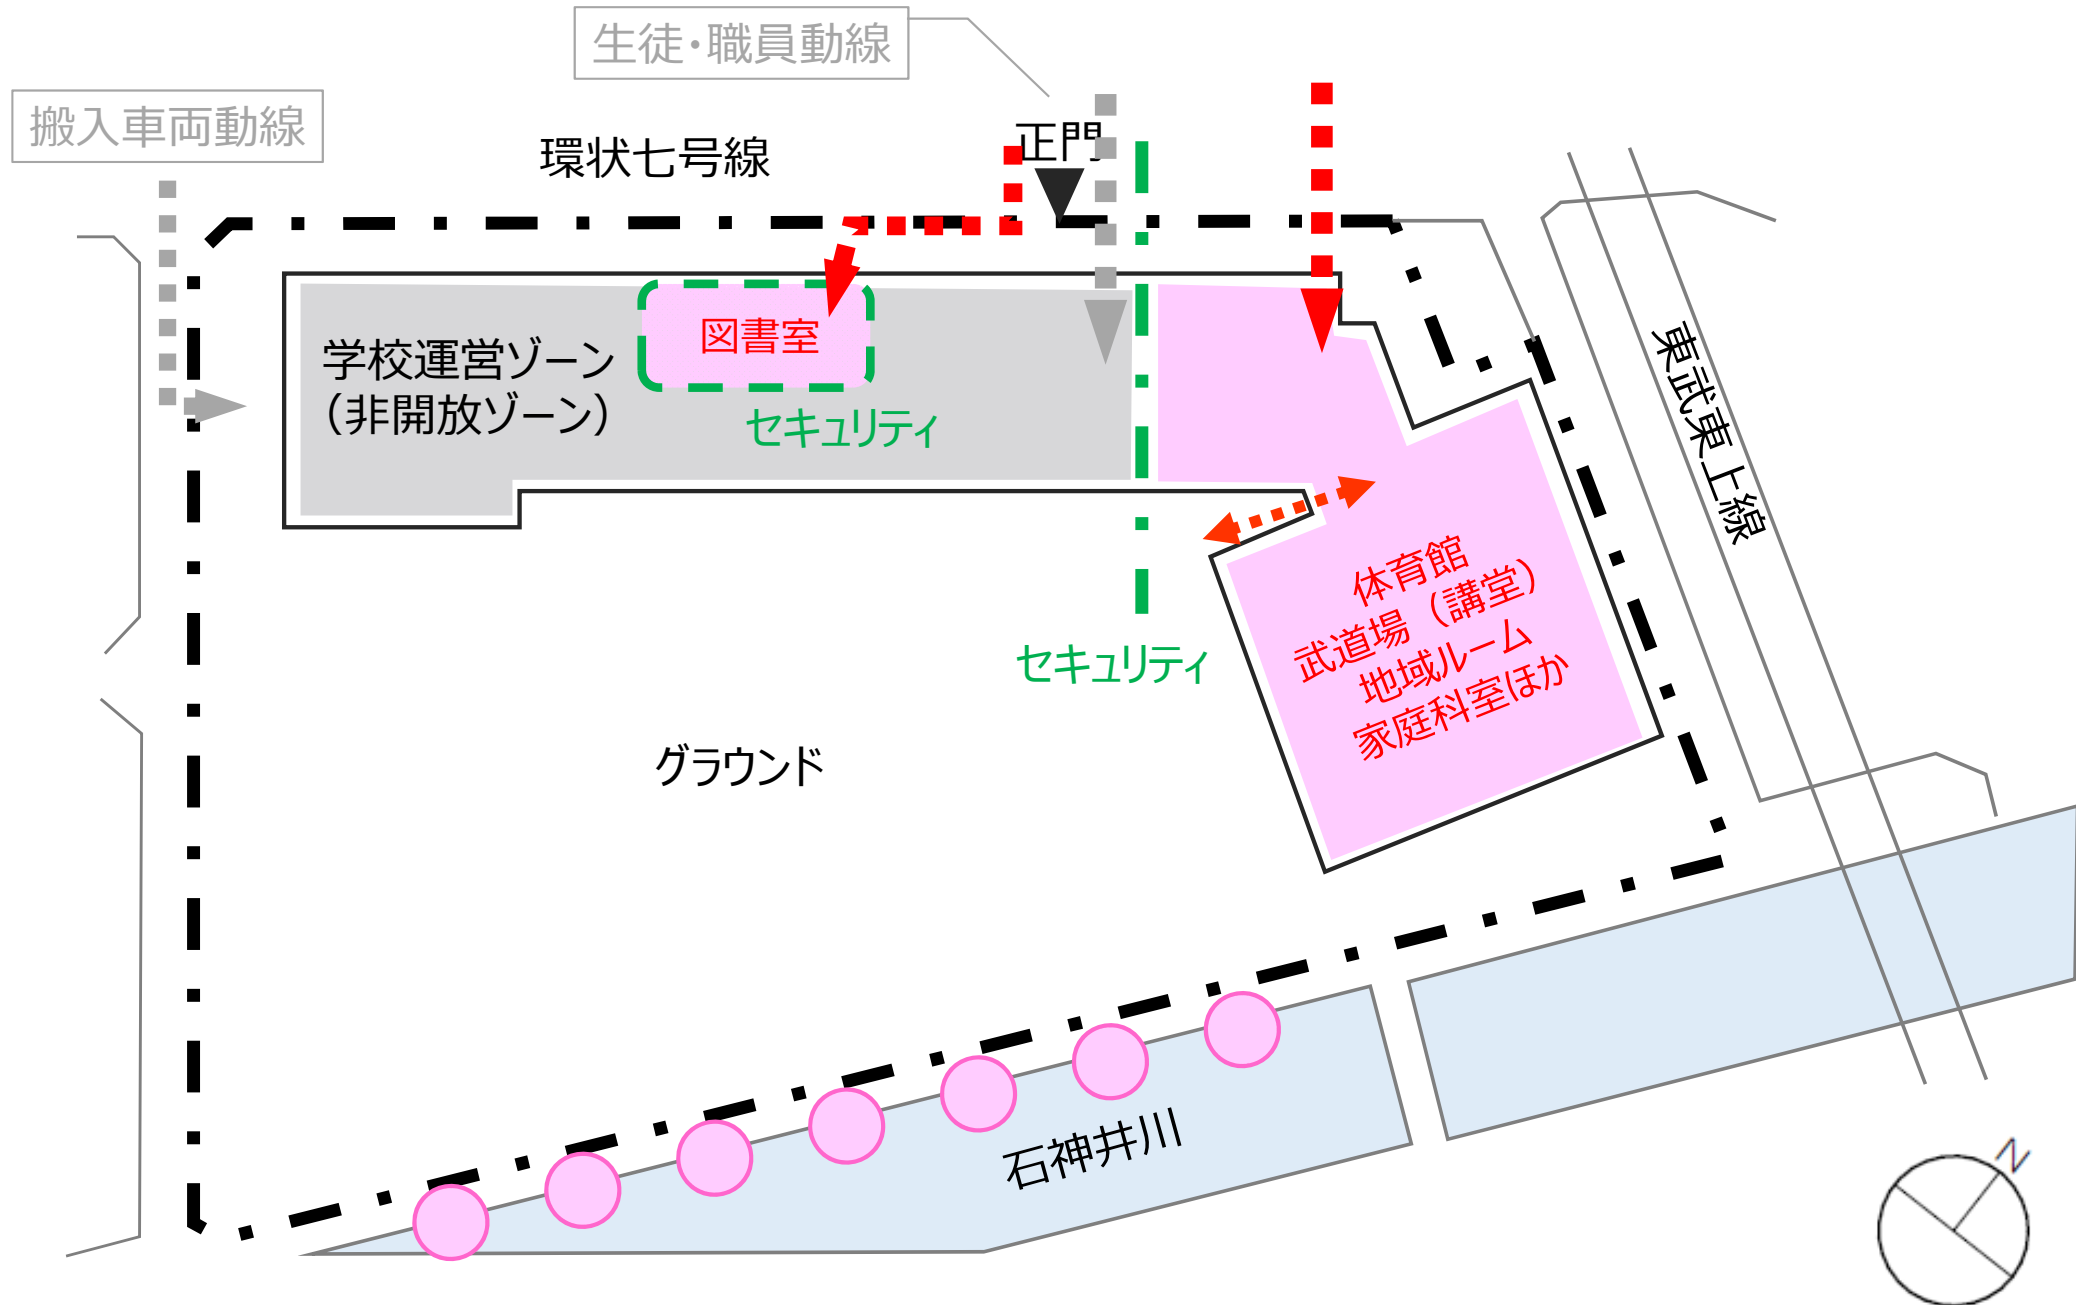 生徒・職員動線
搬入車両動線
正門
環状七号線
図書室
学校運営ゾーン
（非開放ゾーン）
セキュリティ
東武東上線
体育館
武道場（講堂）
地域ルーム
家庭科室ほか
セキュリティ
グラウンド
石神井川
N